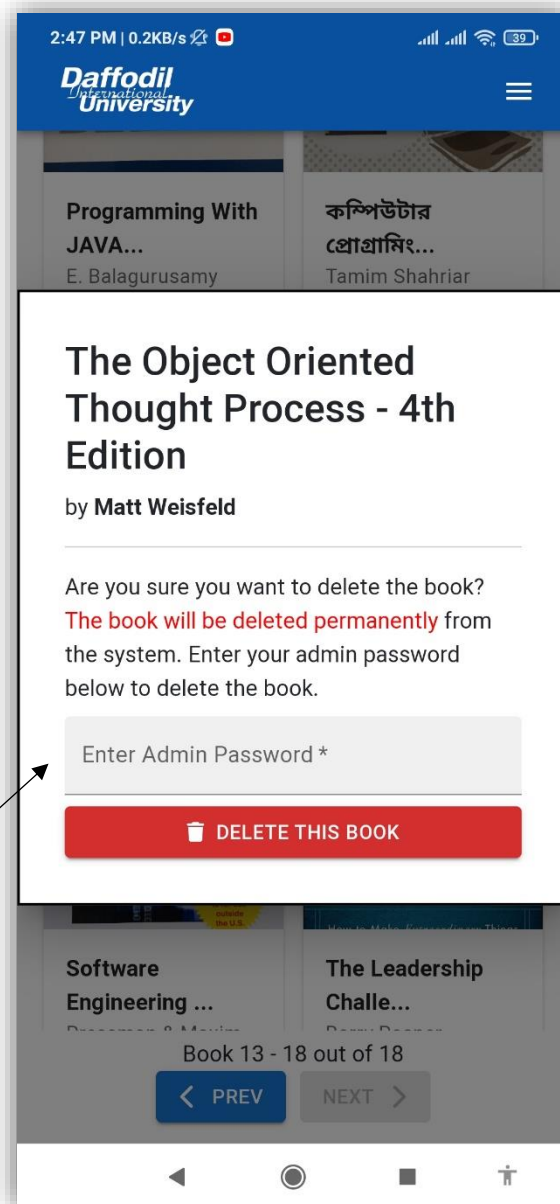 2:47 PM | 0.2KB/s
39
Daffodil
International
University
Programming With
JAVA...
E. Balagurusamy
কম্পিউটার
প্রোগ্রামিং...
Tamim Shahriar
The Object Oriented
Thought Process - 4th
Edition
by Matt Weisfeld
Are you sure you want to delete the book?
The book will be deleted permanently from
the system. Enter your admin password
below to delete the book.
Enter Admin Password *
DELETE THIS BOOK
outside
the U.S.
Software
Engineering ...
The Leadership
Challe...
Book 13 - 18 out of 18
PREV
NEXT